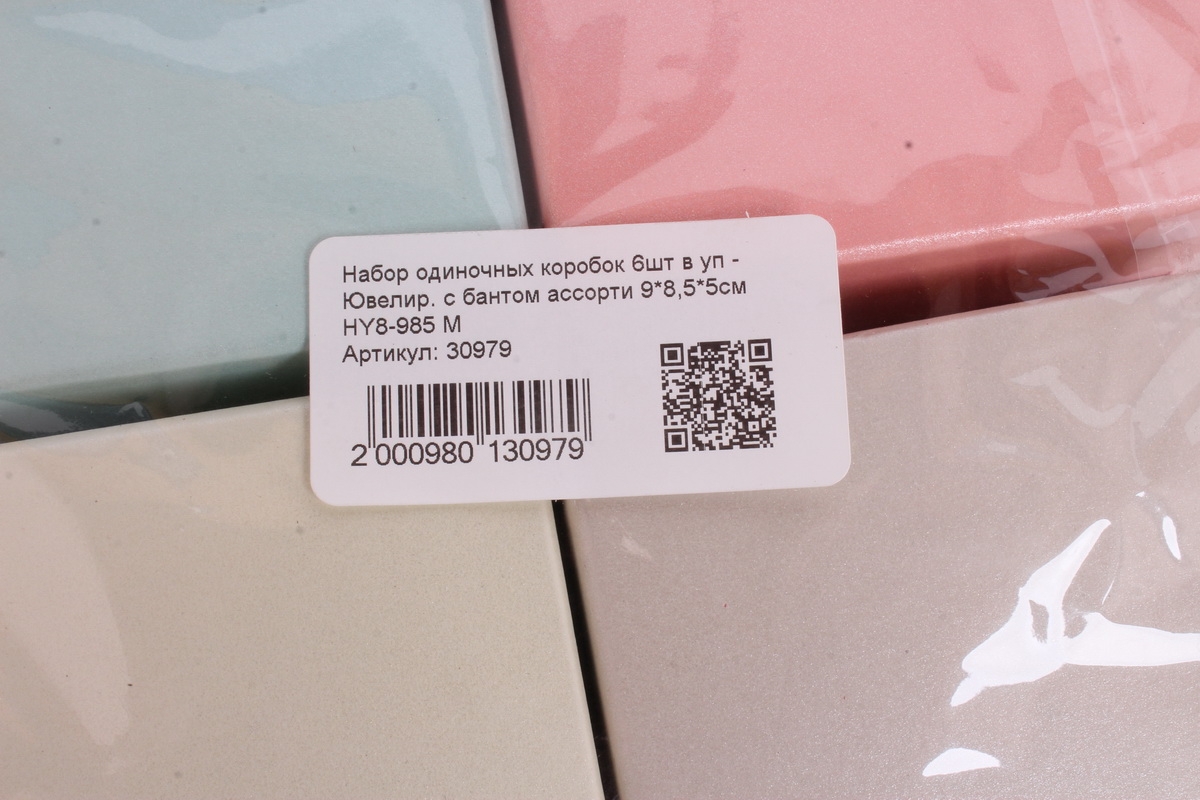 Набор одиночных коробок 6шт в уп -
Ювелир. с бантом ассорти 9*8,5*5см
HY8-985 М
Артикул: 30979
2 000980 130979